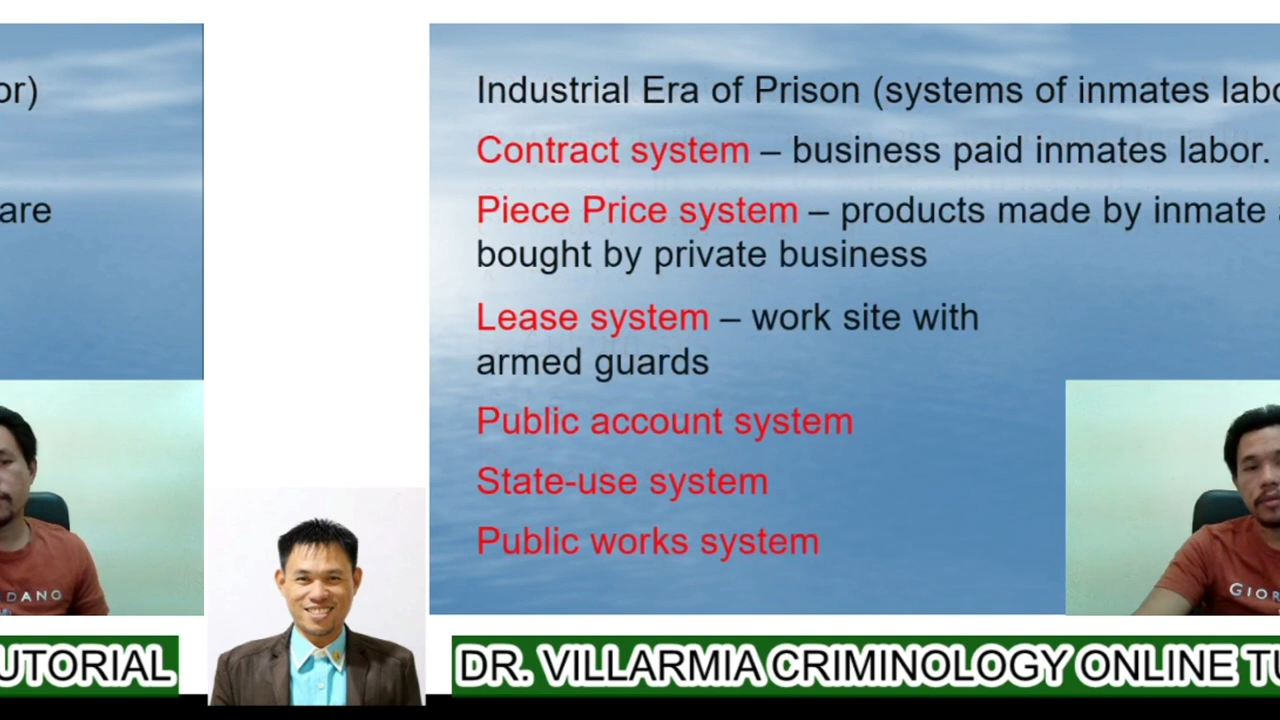 or)
are
DANO
UTORIAL
Industrial Era of Prison (systems of inmates labo
Contract system – business paid inmates labor.
Piece Price system – products made by inmate
bought by private business
Lease system – work site with
armed guards
Public account system
State-use system
Public works system
GIOR
DR. VILLARMIA CRIMINOLOGY ONLINE TU